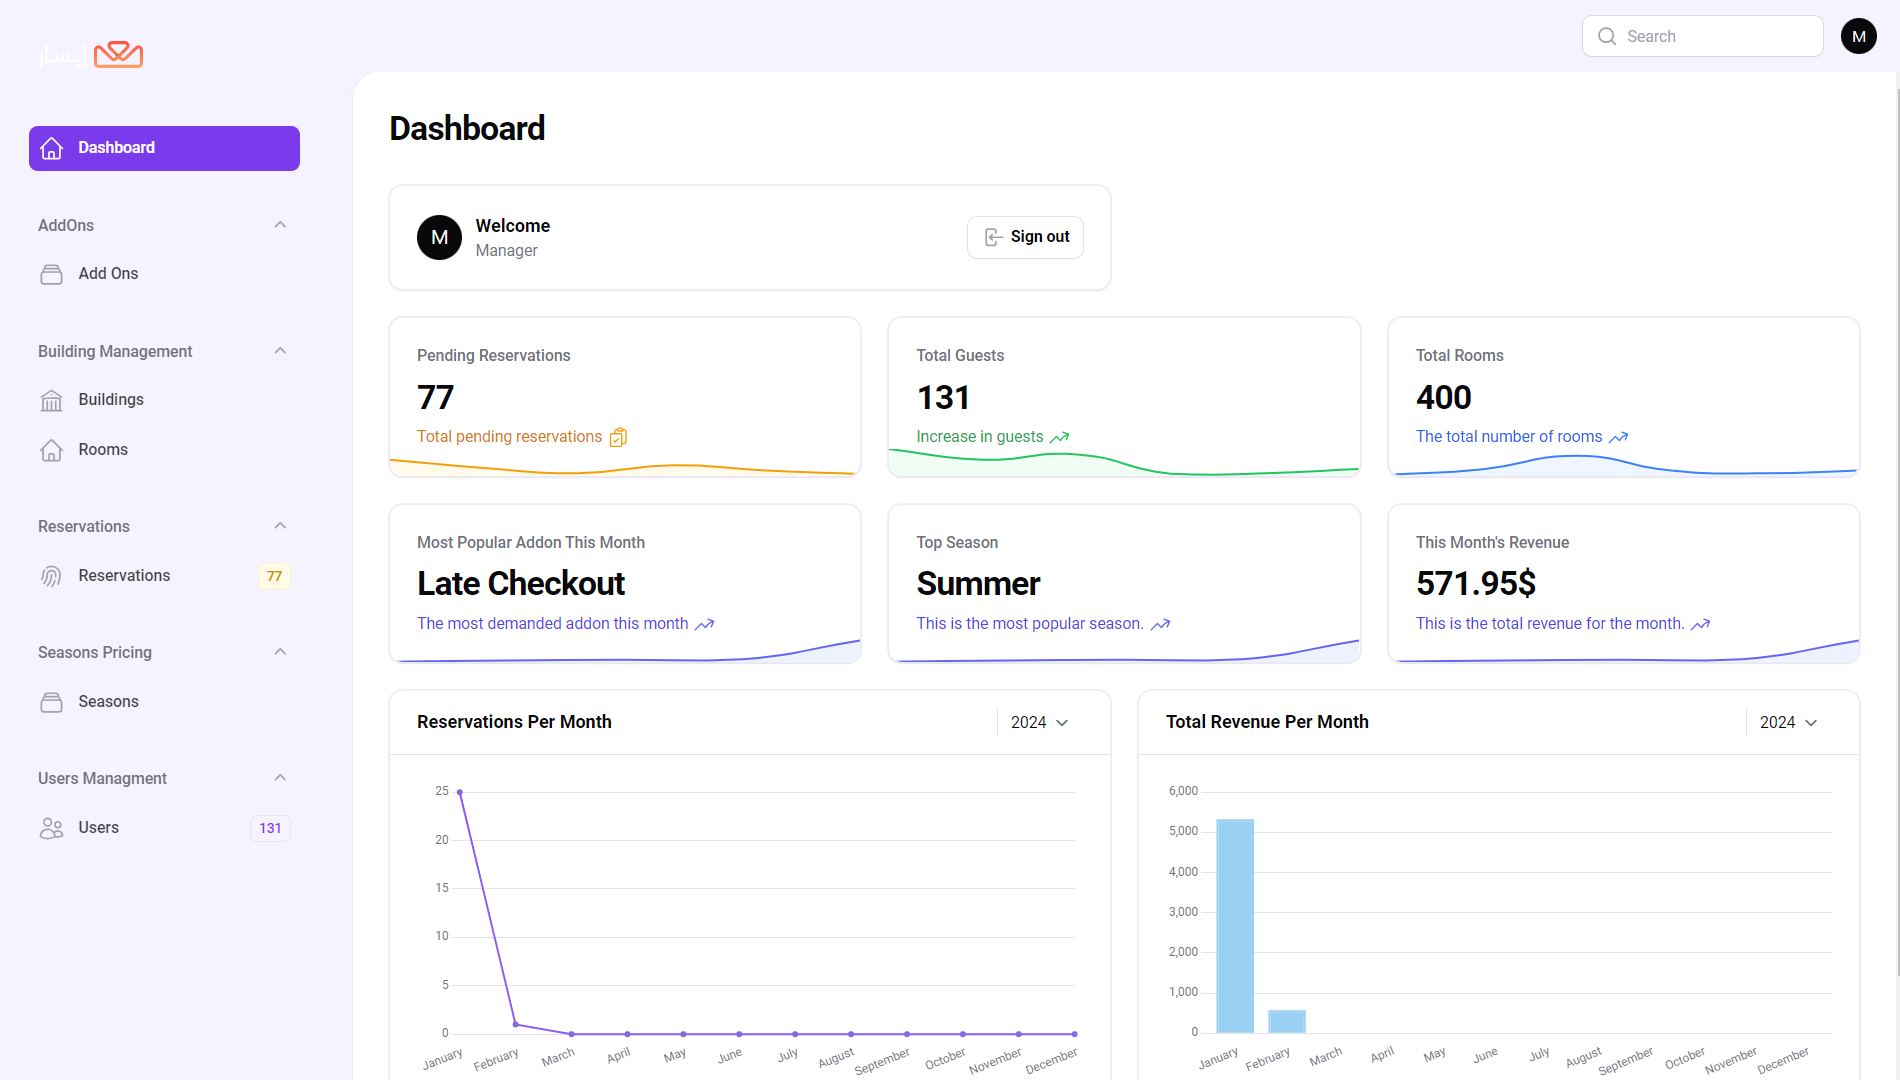 إيسار
Search
M
Dashboard
AddOns
Add Ons
Building Management
Buildings
Rooms
Reservations
Reservations
77
Seasons Pricing
Seasons
Users Managment
Users
131
Dashboard
M
Welcome
Manager
Sign out
Pending Reservations
77
Total pending reservations
Total Guests
131
Increase in guests
Total Rooms
400
The total number of rooms
Most Popular Addon This Month
Late Checkout
The most demanded addon this month
Top Season
Summer
This is the most popular season.
This Month's Revenue
571.95$
This is the total revenue for the month.
Reservations Per Month
2024
25
20
15
10
5
0
January February March April May June July August September October November December
Total Revenue Per Month
2024
6,000
5,000
4,000
3,000
2,000
1,000
0
January February March April May June July August September October November December